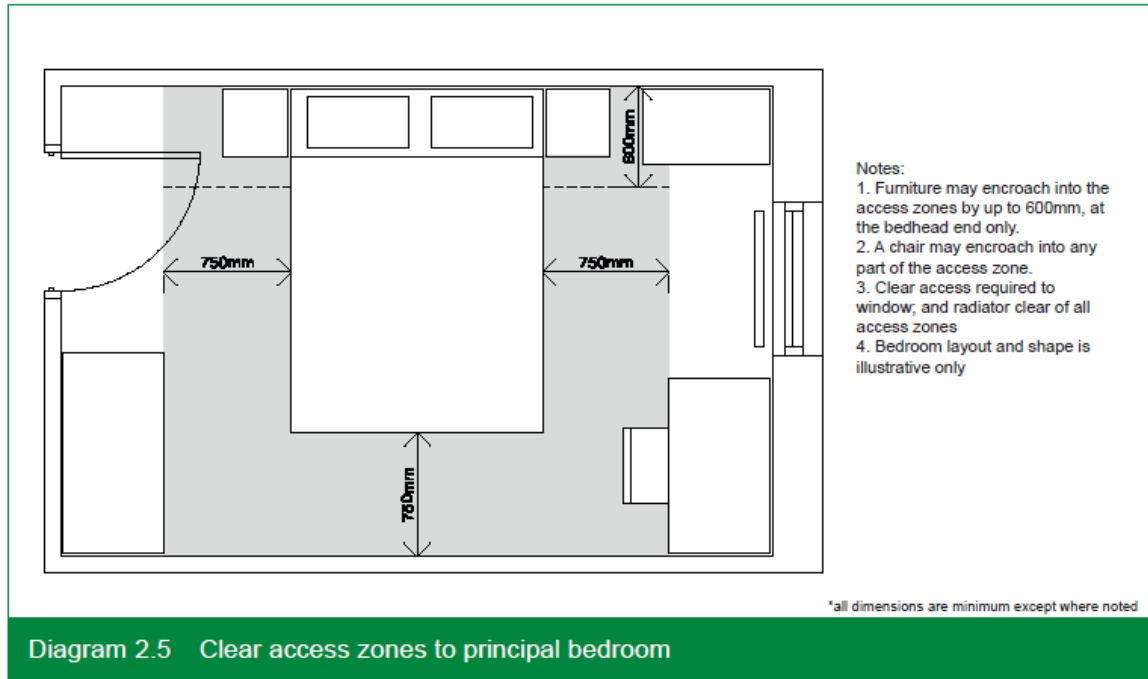 600mm
750mm
750mm
750mm
Notes:
1. Furniture may encroach into the
access zones by up to 600mm, at
the bedhead end only.
2. A chair may encroach into any
part of the access zone.
3. Clear access required to
window; and radiator clear of all
access zones
4. Bedroom layout and shape is
illustrative only
*all dimensions are minimum except where noted
Diagram 2.5 Clear access zones to principal bedroom